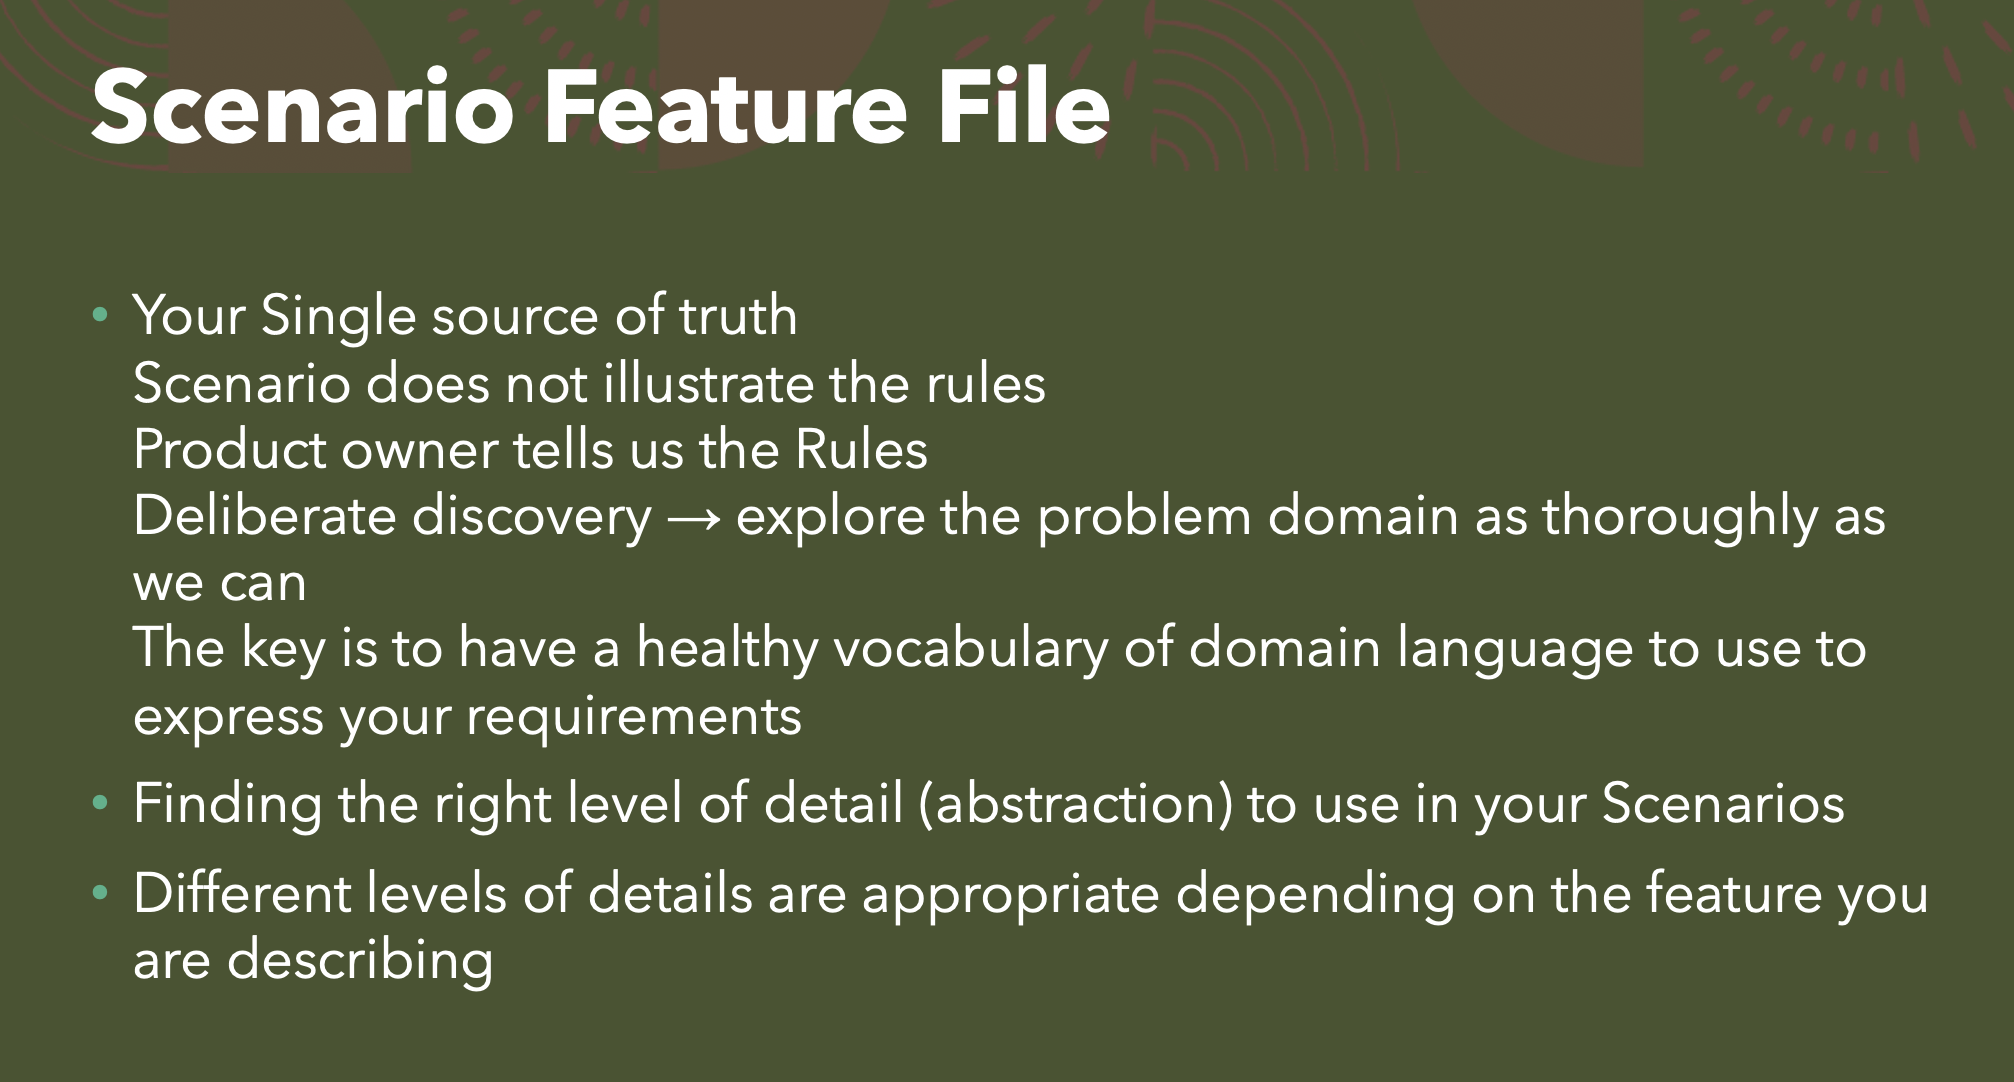 Scenario Feature File
• Your Single source of truth
Scenario does not illustrate the rules
Product owner tells us the Rules
Deliberate discovery → explore the problem domain as thoroughly as
we can
The key is to have a healthy vocabulary of domain language to use to
express your requirements
• Finding the right level of detail (abstraction) to use in your Scenarios
• Different levels of details are appropriate depending on the feature you
are describing